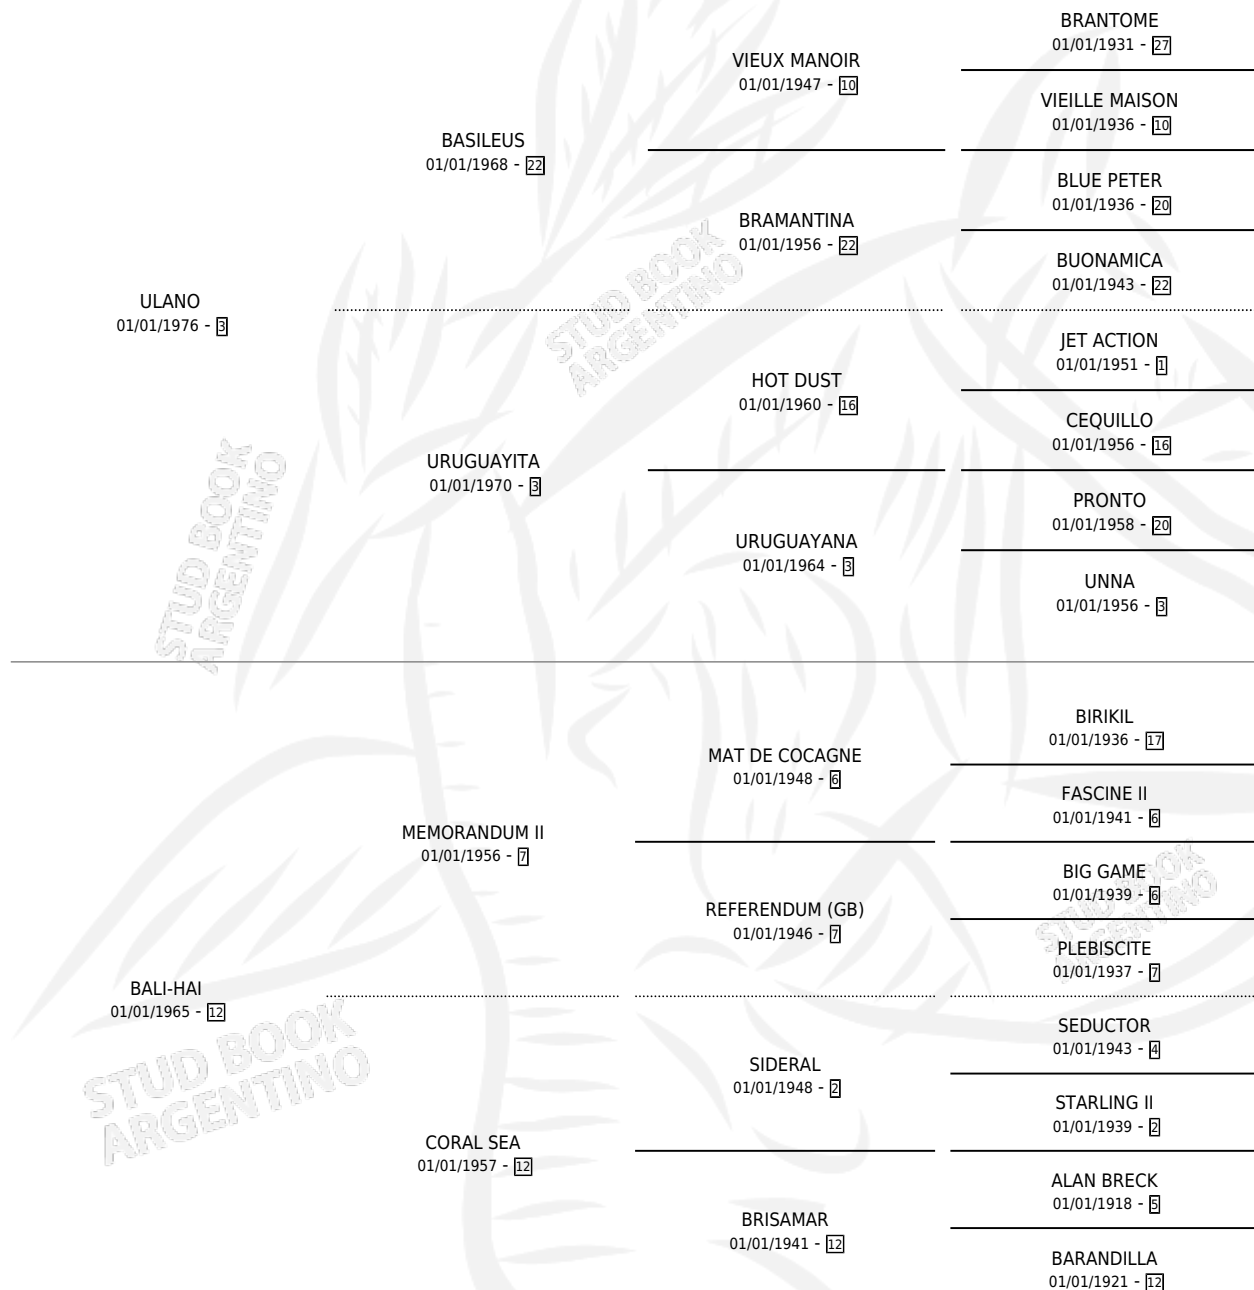 BRANTOME
01/01/1931 - 27
VIEUX MANOIR
01/01/1947 - 10
VIEILLE MAISON
01/01/1936 - 10
BASILEUS
01/01/1968 - 22
BLUE PETER
01/01/1936 - 20
BRAMANTINA
01/01/1956 - 22
BUONAMICA
01/01/1943 - 22
ULANO
01/01/1976 - 3
STUD BOOK
ARGENTINO
JET ACTION
01/01/1951 - 1
HOT DUST
01/01/1960 - 16
CEQUILLO
01/01/1956 - 16
URUGUAYITA
01/01/1970 - 3
PRONTO
01/01/1958 - 20
URUGUAYANA
01/01/1964 - 3
UNNA
01/01/1956 - 3
STUD BOOK
ARGENTINO
BIRIKIL
01/01/1936 - 17
MAT DE COCAGNE
01/01/1948 - 6
FASCINE II
01/01/1941 - 6
MEMORANDUM II
01/01/1956 - 7
BIG GAME
01/01/1939 - 6
REFERENDUM (GB)
01/01/1946 - 7
STUD BOOK
ARGENTINO
PLEBISCITE
01/01/1937 - 7
BALI-HAI
01/01/1965 - 12
STUD BOOK
ARGENTINO
SEDUCTOR
01/01/1943 - 4
SIDERAL
01/01/1948 - 2
STARLING II
01/01/1939 - 2
CORAL SEA
01/01/1957 - 12
ALAN BRECK
01/01/1918 - 5
BRISAMAR
01/01/1941 - 12
BARANDILLA
01/01/1921 - 12